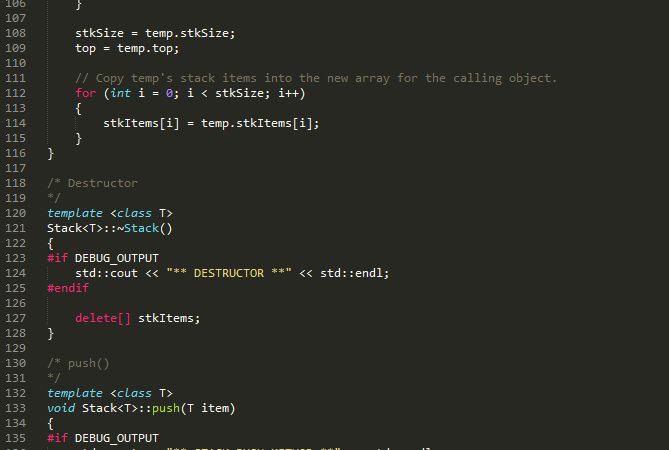 106 }
107
108 stkSize = temp.stkSize;
109 top = temp.top;
110
111 // Copy temp's stack items into the new array for the calling object.
112 for (int i = 0; i < stkSize; i++)
113 {
114 stkItems[i] = temp.stkItems[i];
115 }
116 }
117
118 /* Destructor
119 */
120 template <class T>
121 Stack<T>::~Stack()
122 {
123 #if DEBUG_OUTPUT
124 std::cout << "** DESTRUCTOR **" << std::endl;
125 #endif
126
127 delete[] stkItems;
128 }
129
130 /* push()
131 */
132 template <class T>
133 void Stack<T>::push(T item)
134 {
135 #if DEBUG_OUTPUT